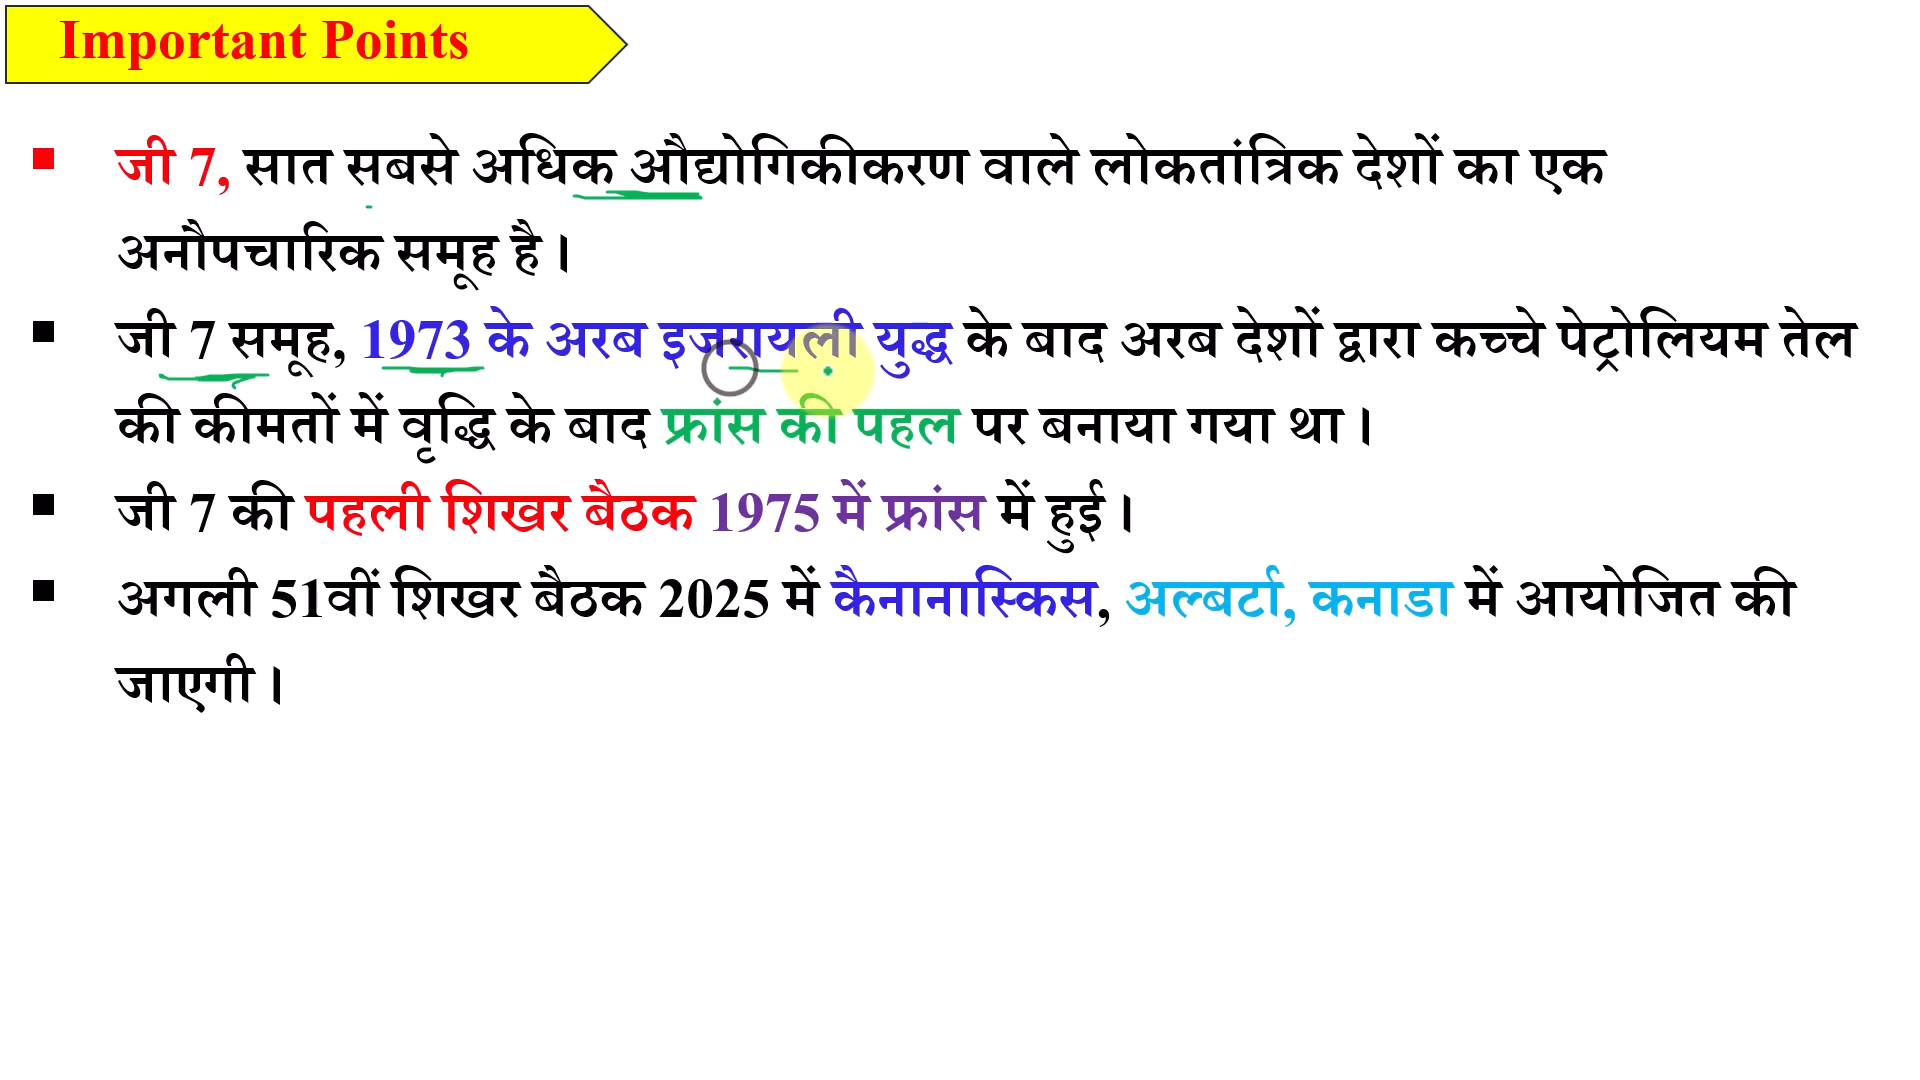 Important Points
जी 7, सात सबसे अधिक औद्योगिकीकरण वाले लोकतांत्रिक देशों का एक
अनौपचारिक समूह है।
जी 7 समूह, 1973 के अरब इजरायली युद्ध के बाद अरब देशों द्वारा कच्चे पेट्रोलियम तेल
की कीमतों में वृद्धि के बाद फ्रांस की पहल पर बनाया गया था।
जी 7 की पहली शिखर बैठक 1975 में फ्रांस में हुई।
अगली 51वीं शिखर बैठक 2025 में कैनानास्किस, अल्बर्टा, कनाडा में आयोजित की
जाएगी।